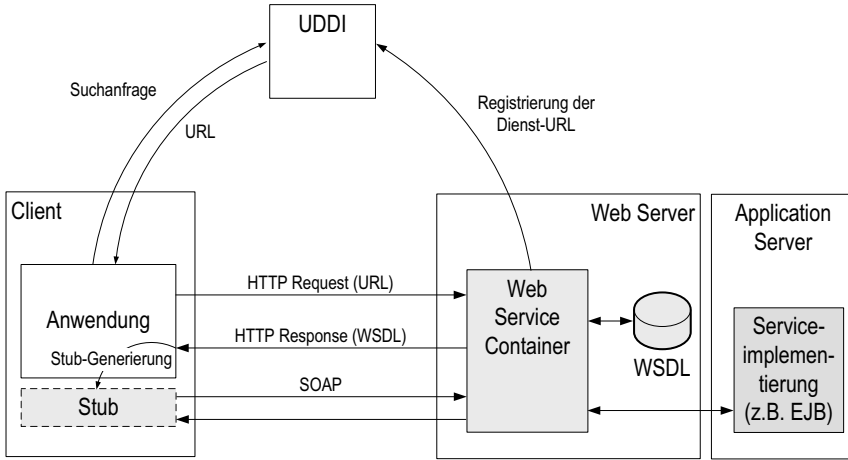 UDDI
Suchanfrage
URL
Registrierung der
Dienst-URL
Client
Web Server
Application
Server
Anwendung
Stub-Generierung
Stub
HTTP Request (URL)
HTTP Response (WSDL)
SOAP
Web
Service
Container
WSDL
Service-
implemen-
tierung
(z.B. EJB)